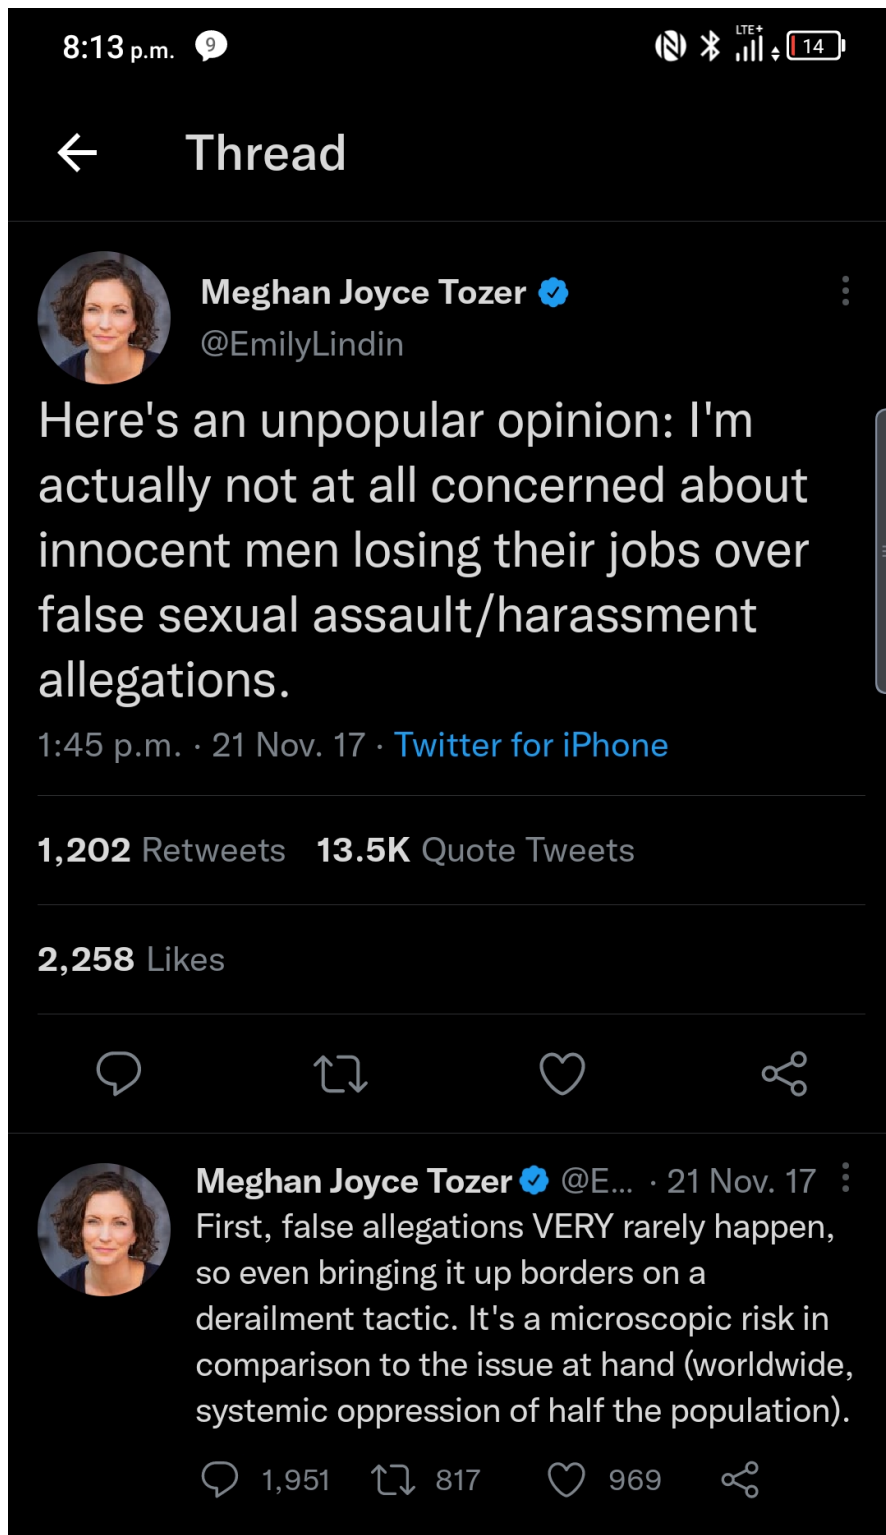 8:13 p.m. 9 LTE+ 14
Thread
Meghan Joyce Tozer
@EmilyLindin
Here's an unpopular opinion: I'm
actually not at all concerned about
innocent men losing their jobs over
false sexual assault/harassment
allegations.
1:45 p.m. · 21 Nov. 17 · Twitter for iPhone
1,202 Retweets 13.5K Quote Tweets
2,258 Likes
Meghan Joyce Tozer @E... · 21 Nov. 17
First, false allegations VERY rarely happen,
so even bringing it up borders on a
derailment tactic. It's a microscopic risk in
comparison to the issue at hand (worldwide,
systemic oppression of half the population).
1,951 817 969